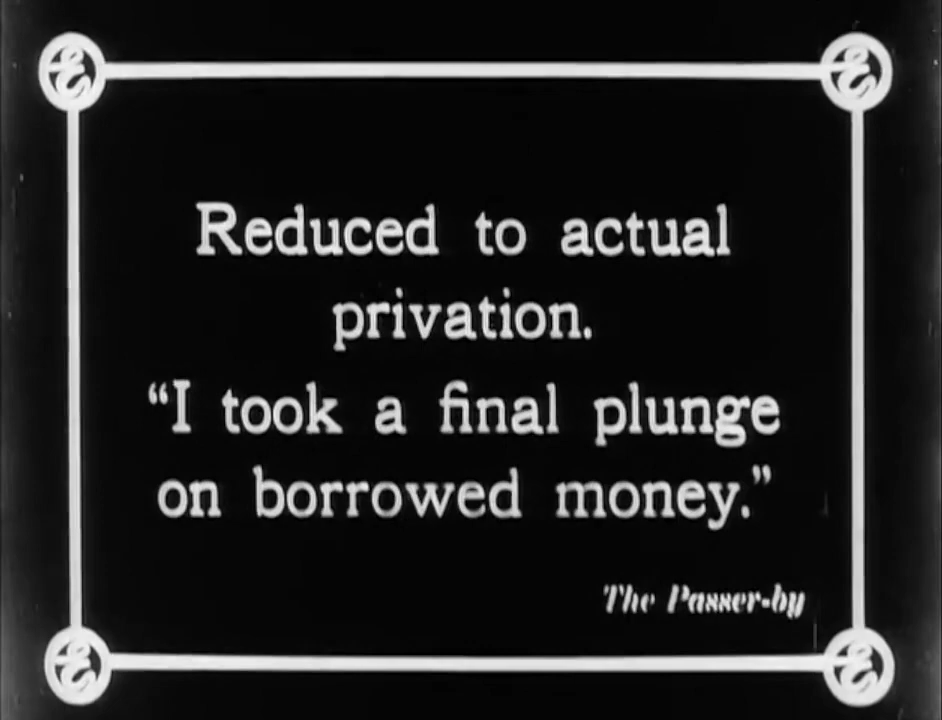 Reduced to actual
privation.
“I took a final plunge
on borrowed money.”
The Passer-by